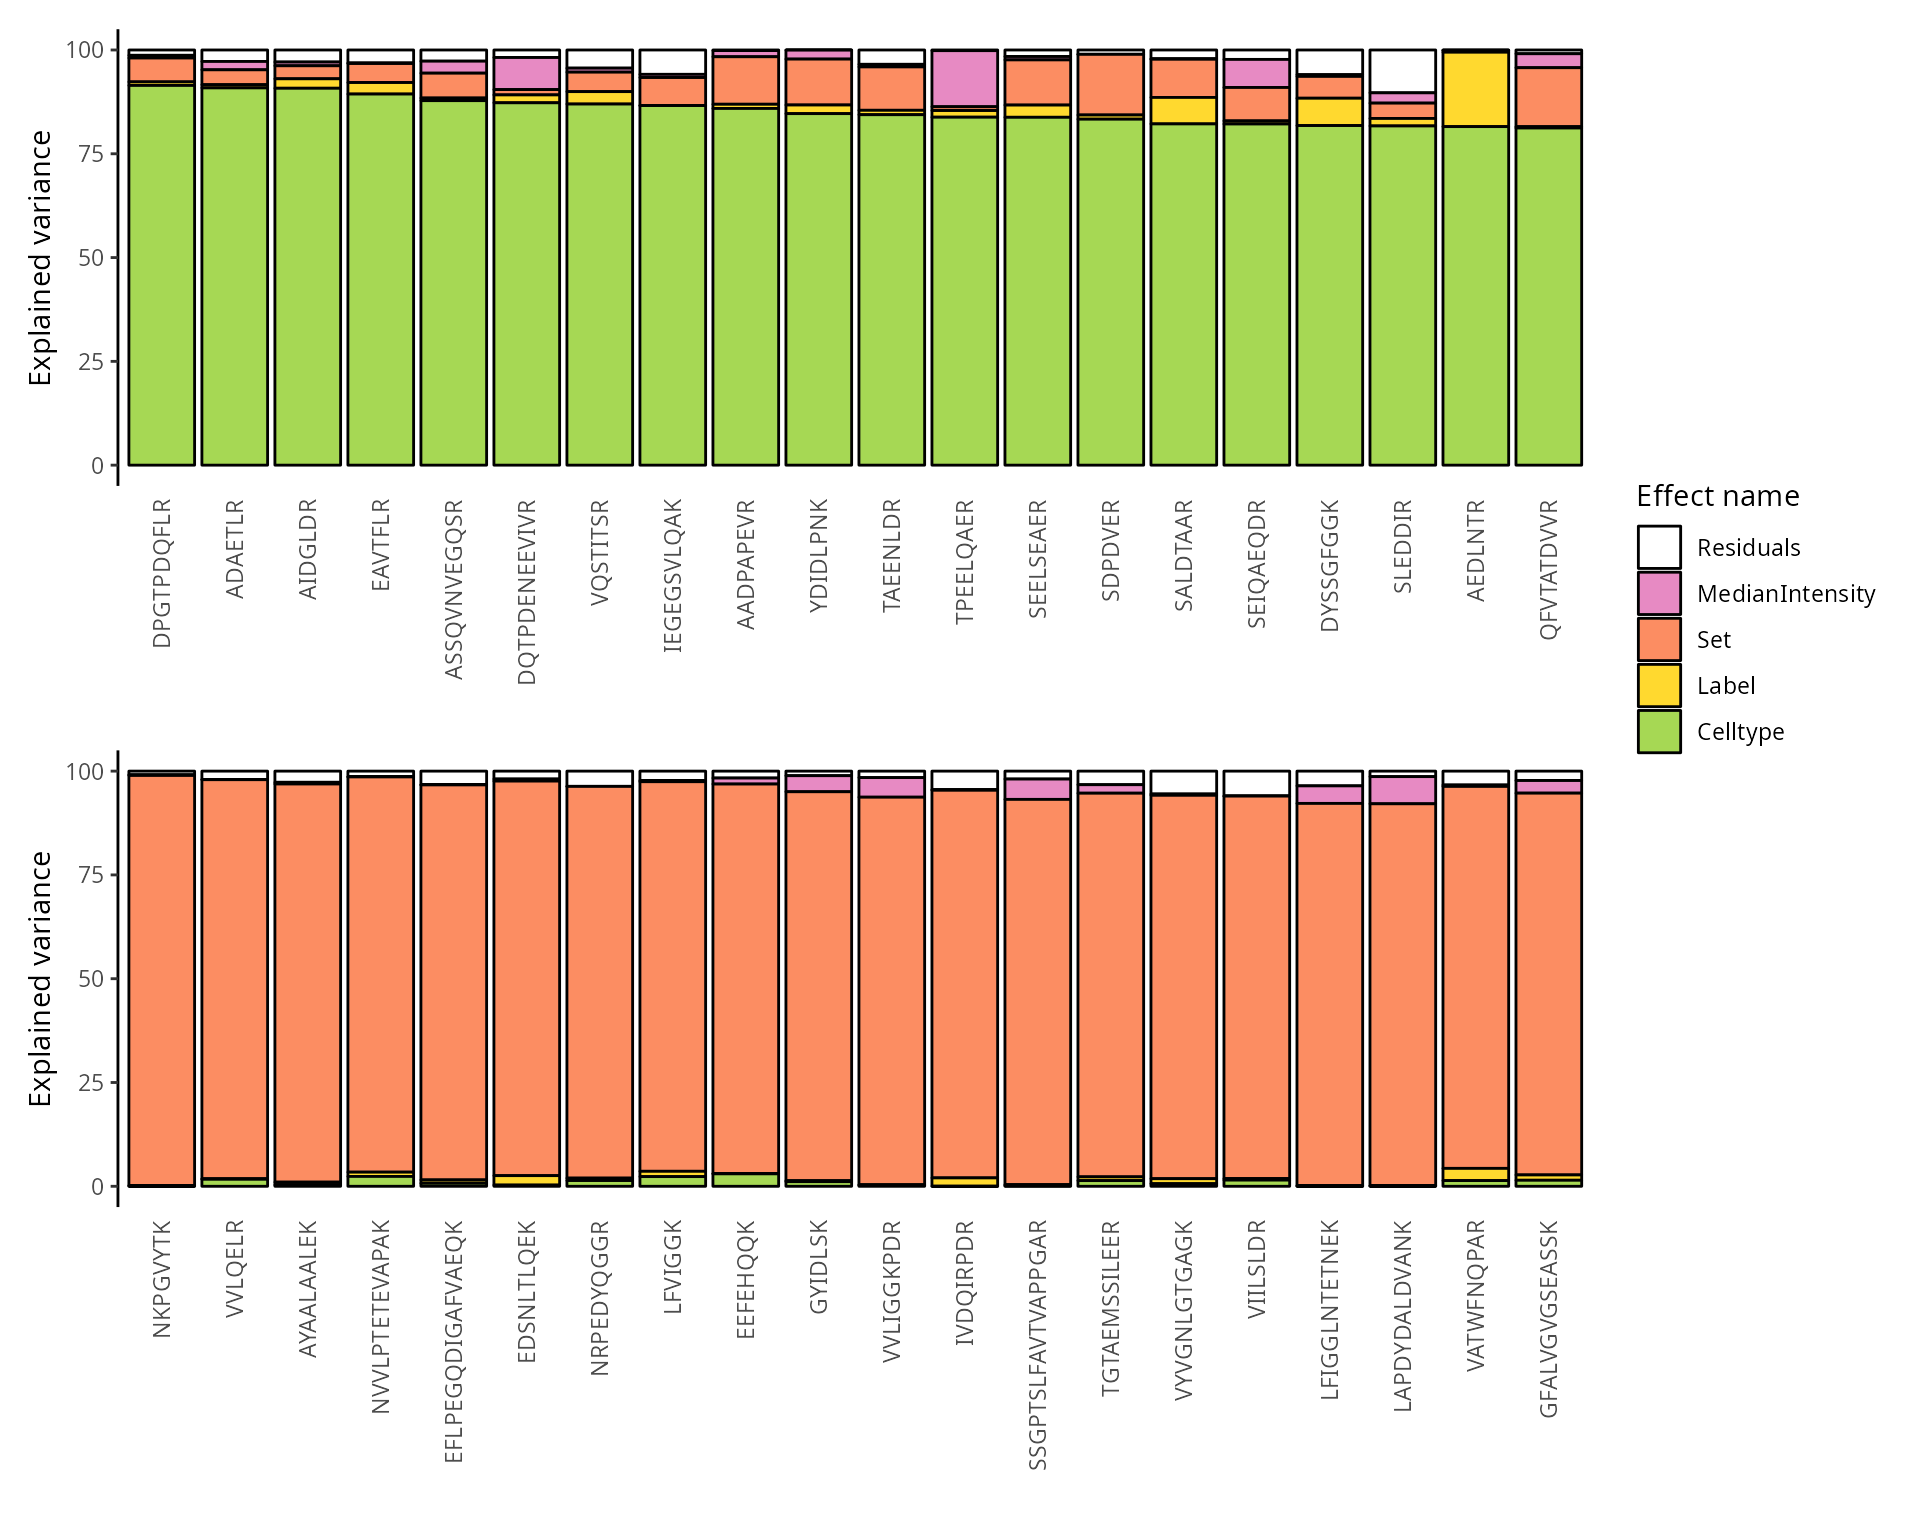 Explained variance
100
75
50
25
0
DPGTPDQFLR
ADAETLR
AIDGLDR
EAVTFLR
ASSQVNVEGQSR
DQTPDENEEVIVR
VQSTITSR
IEGEGSVLQAK
AADPAPEVR
YDIDLPNK
TAEENLDR
TPEELQAER
SEELSEAER
SDPDVER
SALDTAAR
SEIQAEQDR
DYSSGFGGK
SLEDDIR
AEDLNTR
QFVTATDVVR
Effect name
Residuals
MedianIntensity
Set
Label
Celltype
Explained variance
100
75
50
25
0
NKPGVYTK
VVLQELR
AYAALAALEK
NVVLPTETEVAPAK
EFLPEGQDIGAFVAEQK
EDSNLTLQEK
NRPEDYQGGR
LFVIGGK
EEFEHQQK
GYIDLSK
VVLIGGKPDR
IVDQIRPDR
SSGPTSLFAVTVAPPGAR
TGTAEMSSILEER
VYVGNLGTGAGK
VIILSLDR
LFIGGLNTETNEK
LAPDYDALDVANK
VATWFNQPAR
GFALVGVGSEASSK